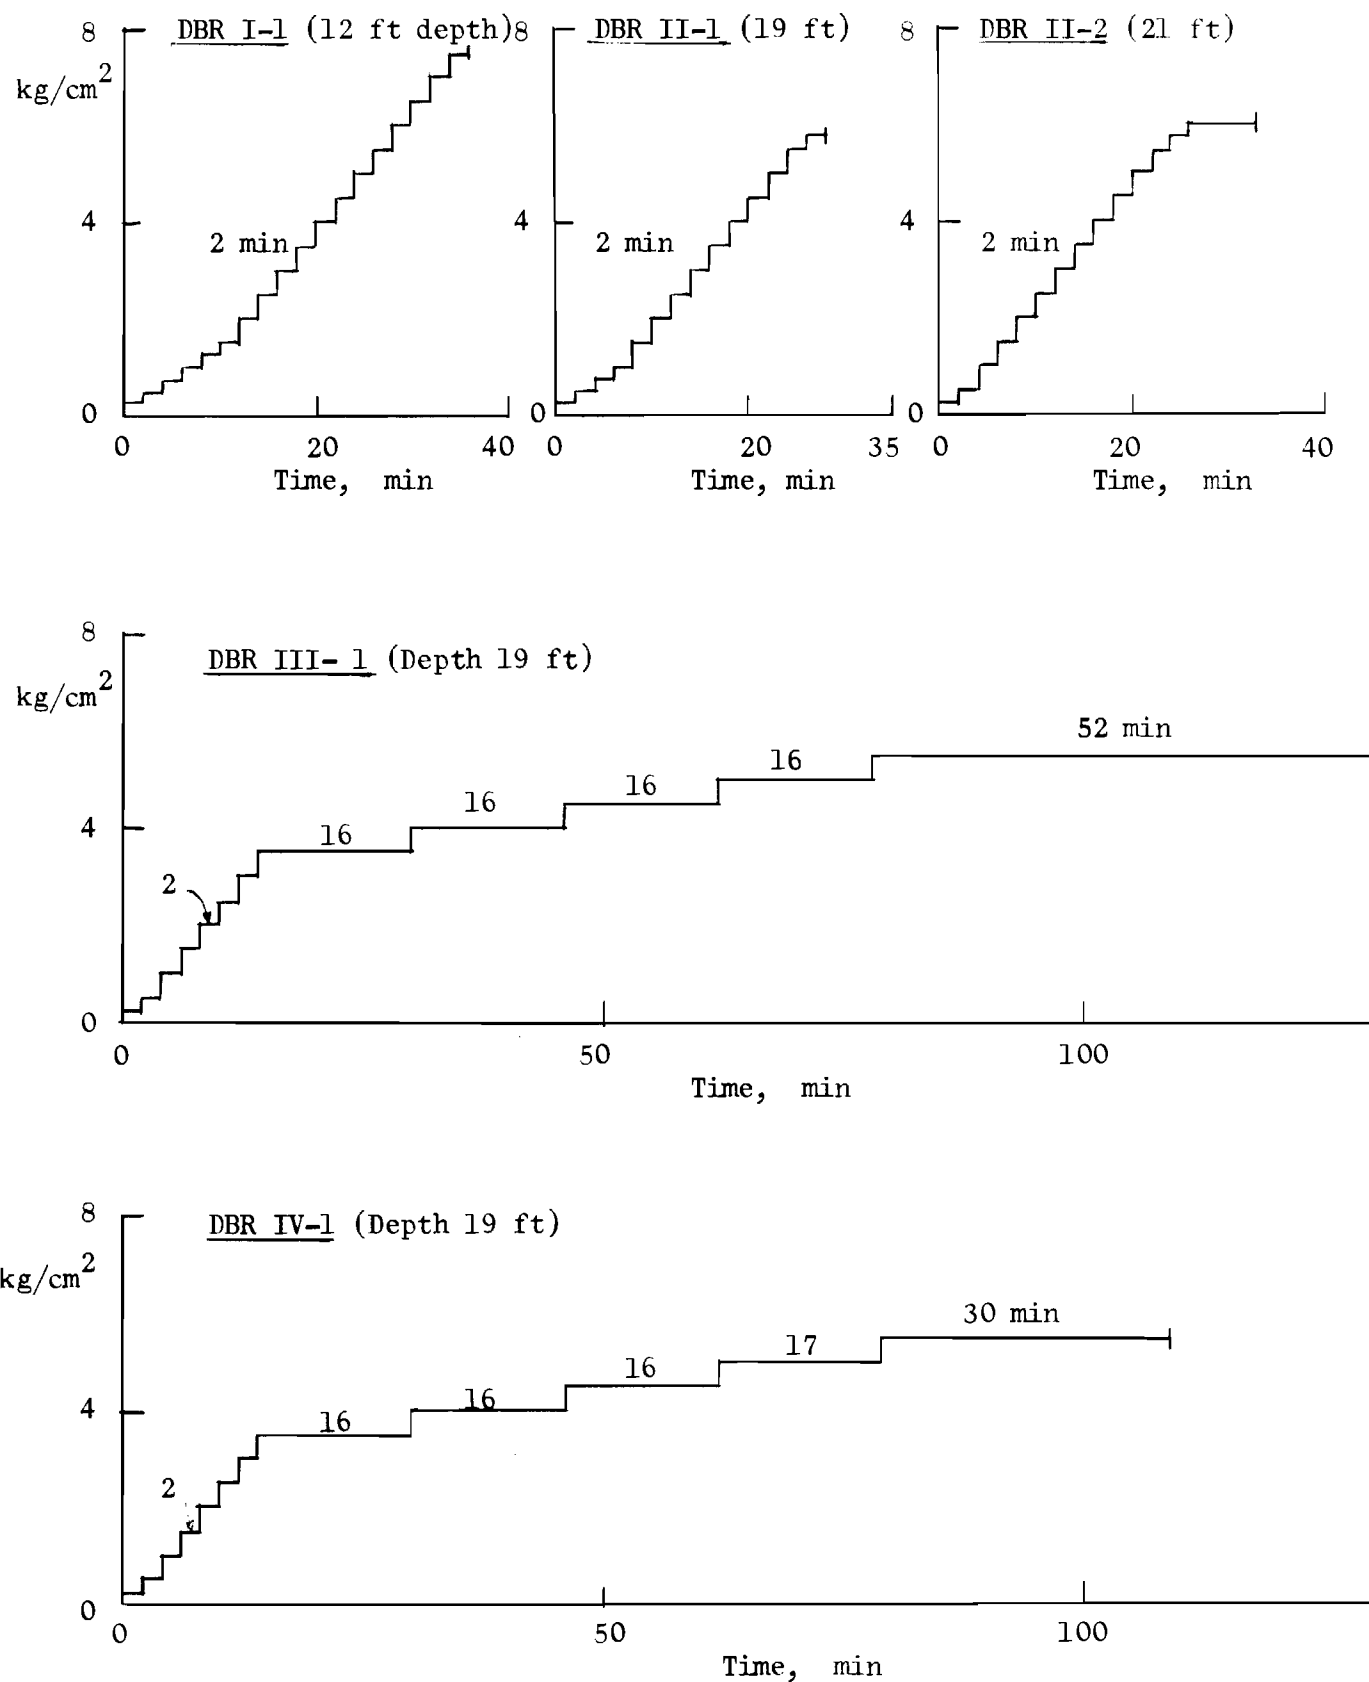 8 DBR I-1 (12 ft depth)
kg/cm2
4
2 min
0
0 20 40
Time, min
8 DBR II-1 (19 ft)
4
2 min
0
0 20 35
Time, min
8 DBR II-2 (21 ft)
4
2 min
0
0 20 40
Time, min
8
DBR III- 1 (Depth 19 ft)
kg/cm2
52 min
16
16
16
4
16
2
0
0 50 100
Time, min
8
DBR IV-1 (Depth 19 ft)
kg/cm2
30 min
17
16
16
4
16
2
0
0 50 100
Time, min